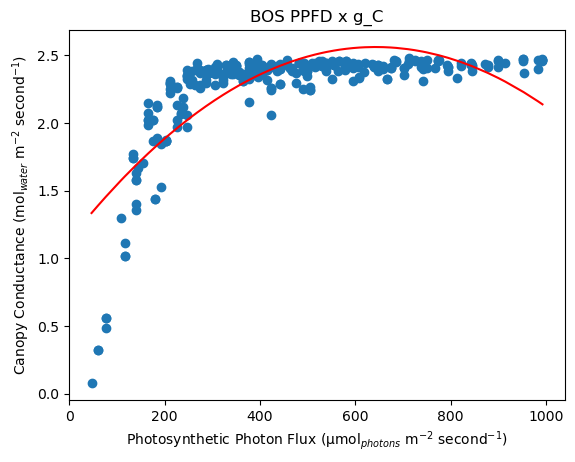 BOS PPFD x g_C
2.5
2.0
1.5
1.0
0.5
0.0
Canopy Conductance (mol_water m⁻² second⁻¹)
0 200 400 600 800 1000
Photosynthetic Photon Flux (μmol_photons m⁻² second⁻¹)